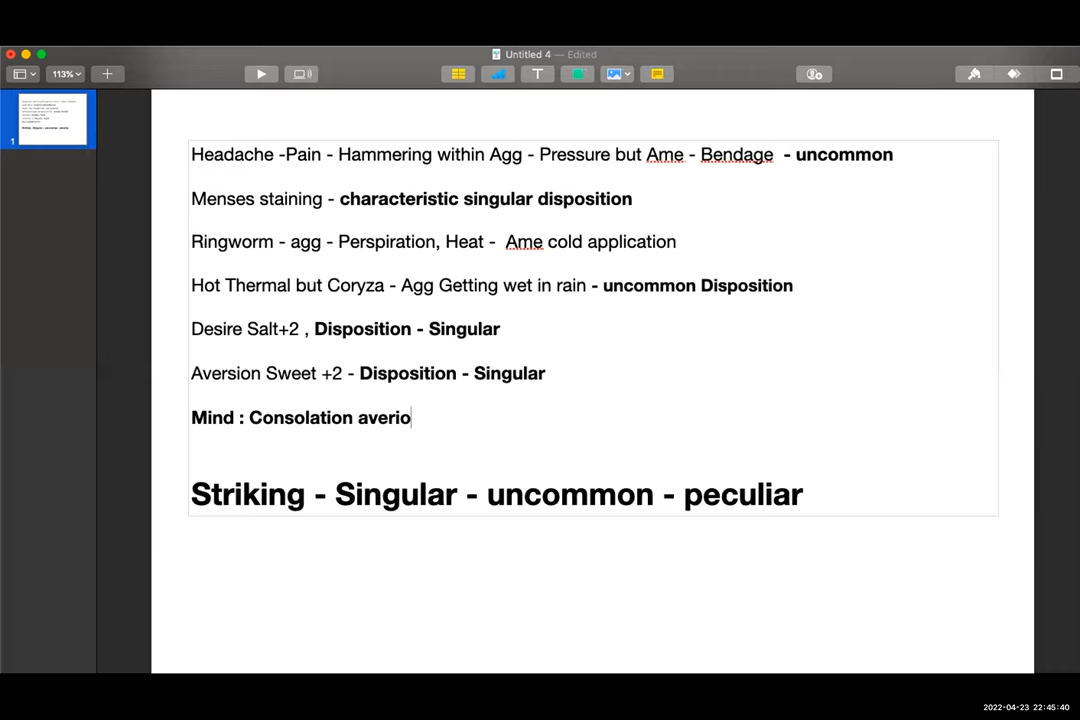 Untitled 4 — Edited
113%
1
Headache -Pain - Hammering within Agg - Pressure but Ame - Bendage - uncommon
Menses staining - characteristic singular disposition
Ringworm - agg - Perspiration, Heat - Ame cold application
Hot Thermal but Coryza - Agg Getting wet in rain - uncommon Disposition
Desire Salt+2 , Disposition - Singular
Aversion Sweet +2 - Disposition - Singular
Mind : Consolation averio
Striking - Singular - uncommon - peculiar
2022-04-23 22:45:40